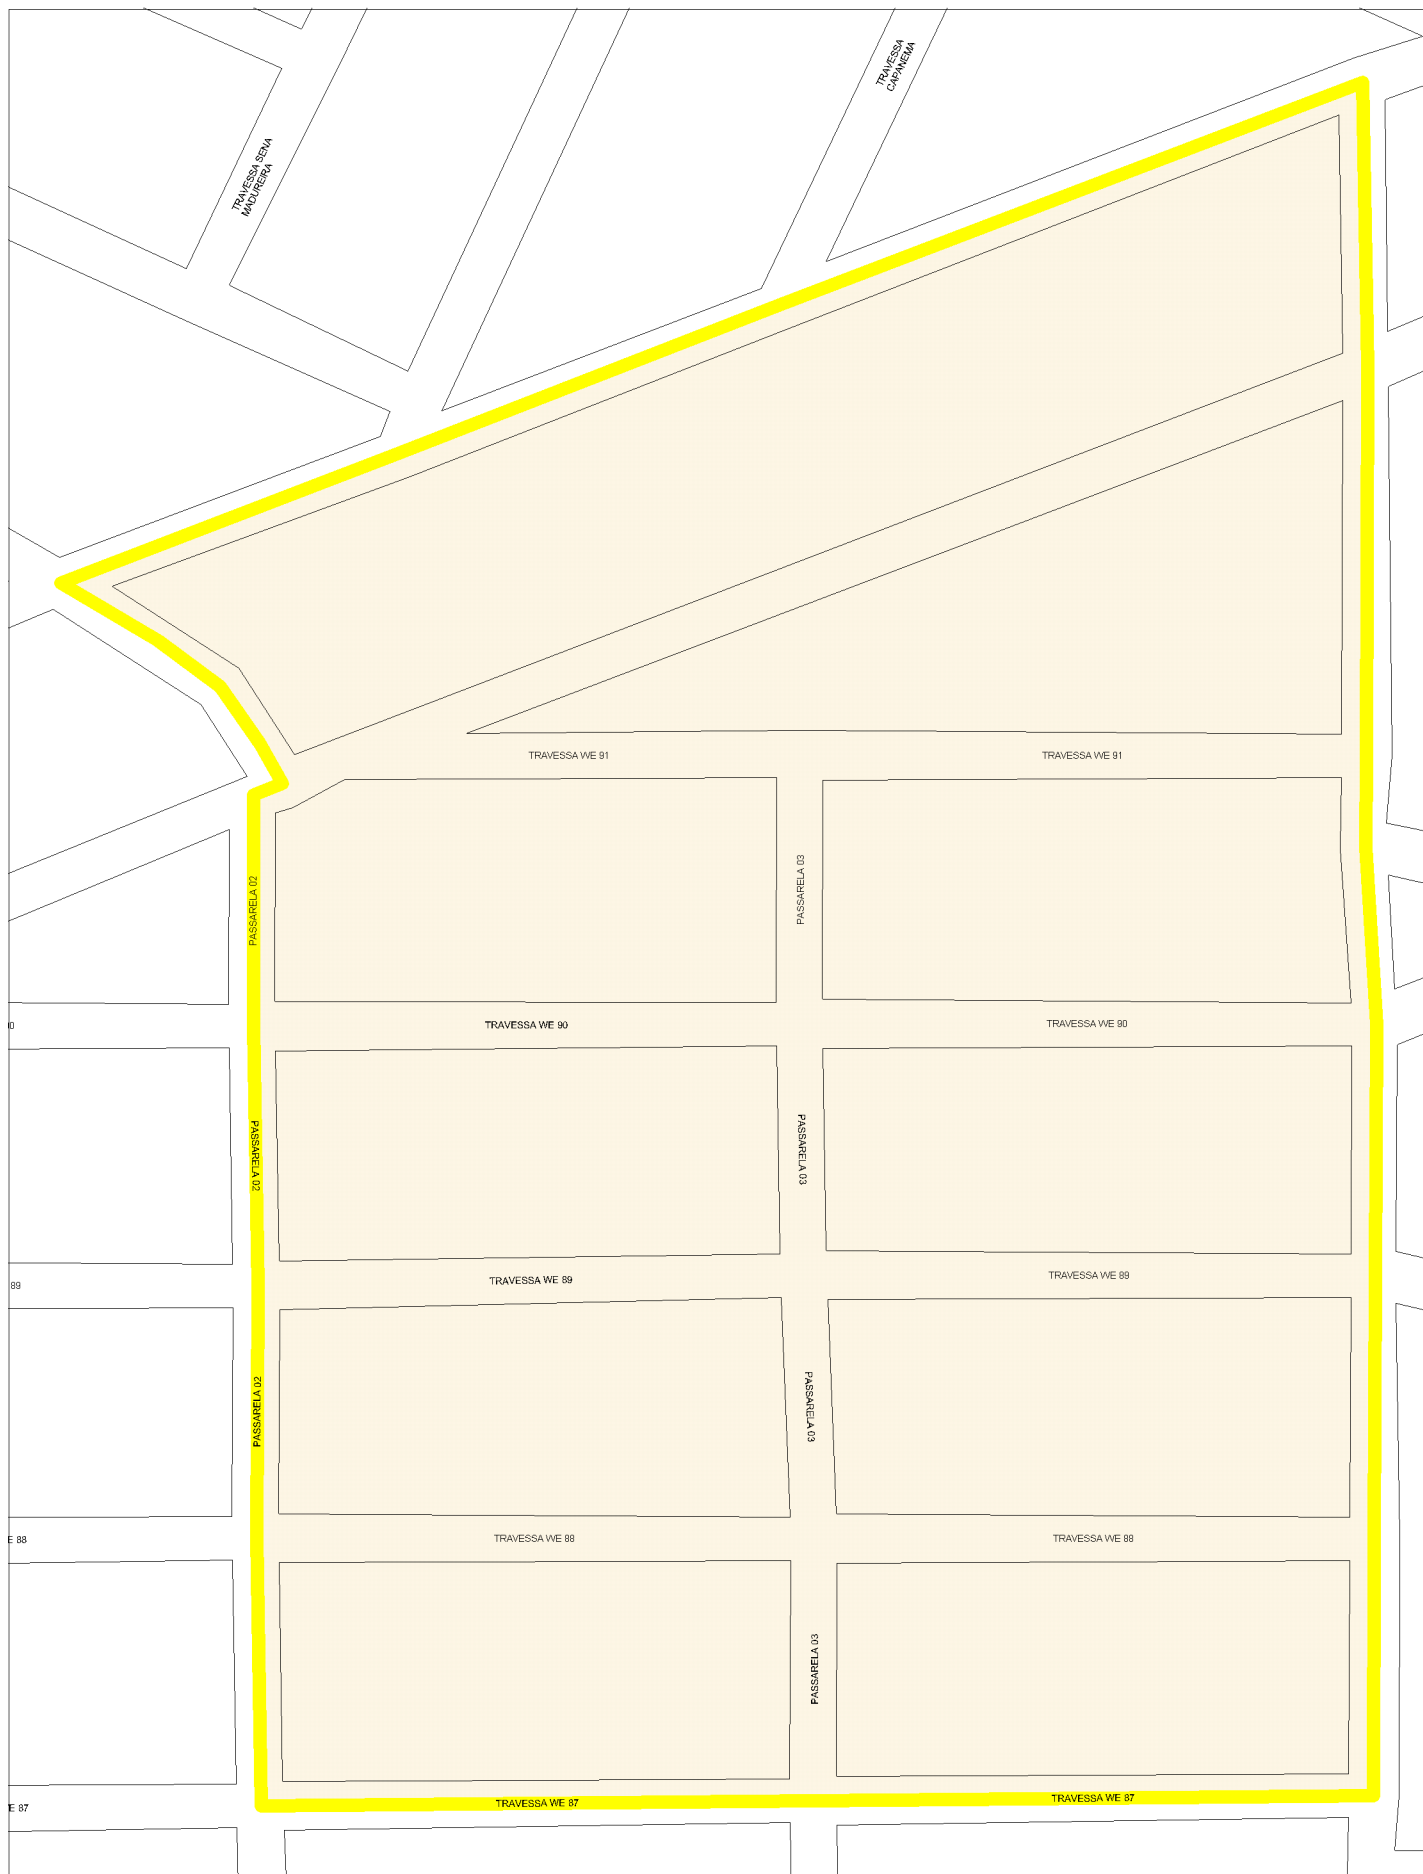 TRAVESSA
CAPANEMA
TRAVESSA SENA
MADUREIRA
TRAVESSA WE 91
TRAVESSA WE 91
PASSARELA 02
PASSARELA 03
TRAVESSA WE 90
TRAVESSA WE 90
PASSARELA 02
PASSARELA 03
TRAVESSA WE 89
TRAVESSA WE 89
89
PASSARELA 02
PASSARELA 03
TRAVESSA WE 88
TRAVESSA WE 88
E 88
PASSARELA 03
TRAVESSA WE 87
TRAVESSA WE 87
E 87